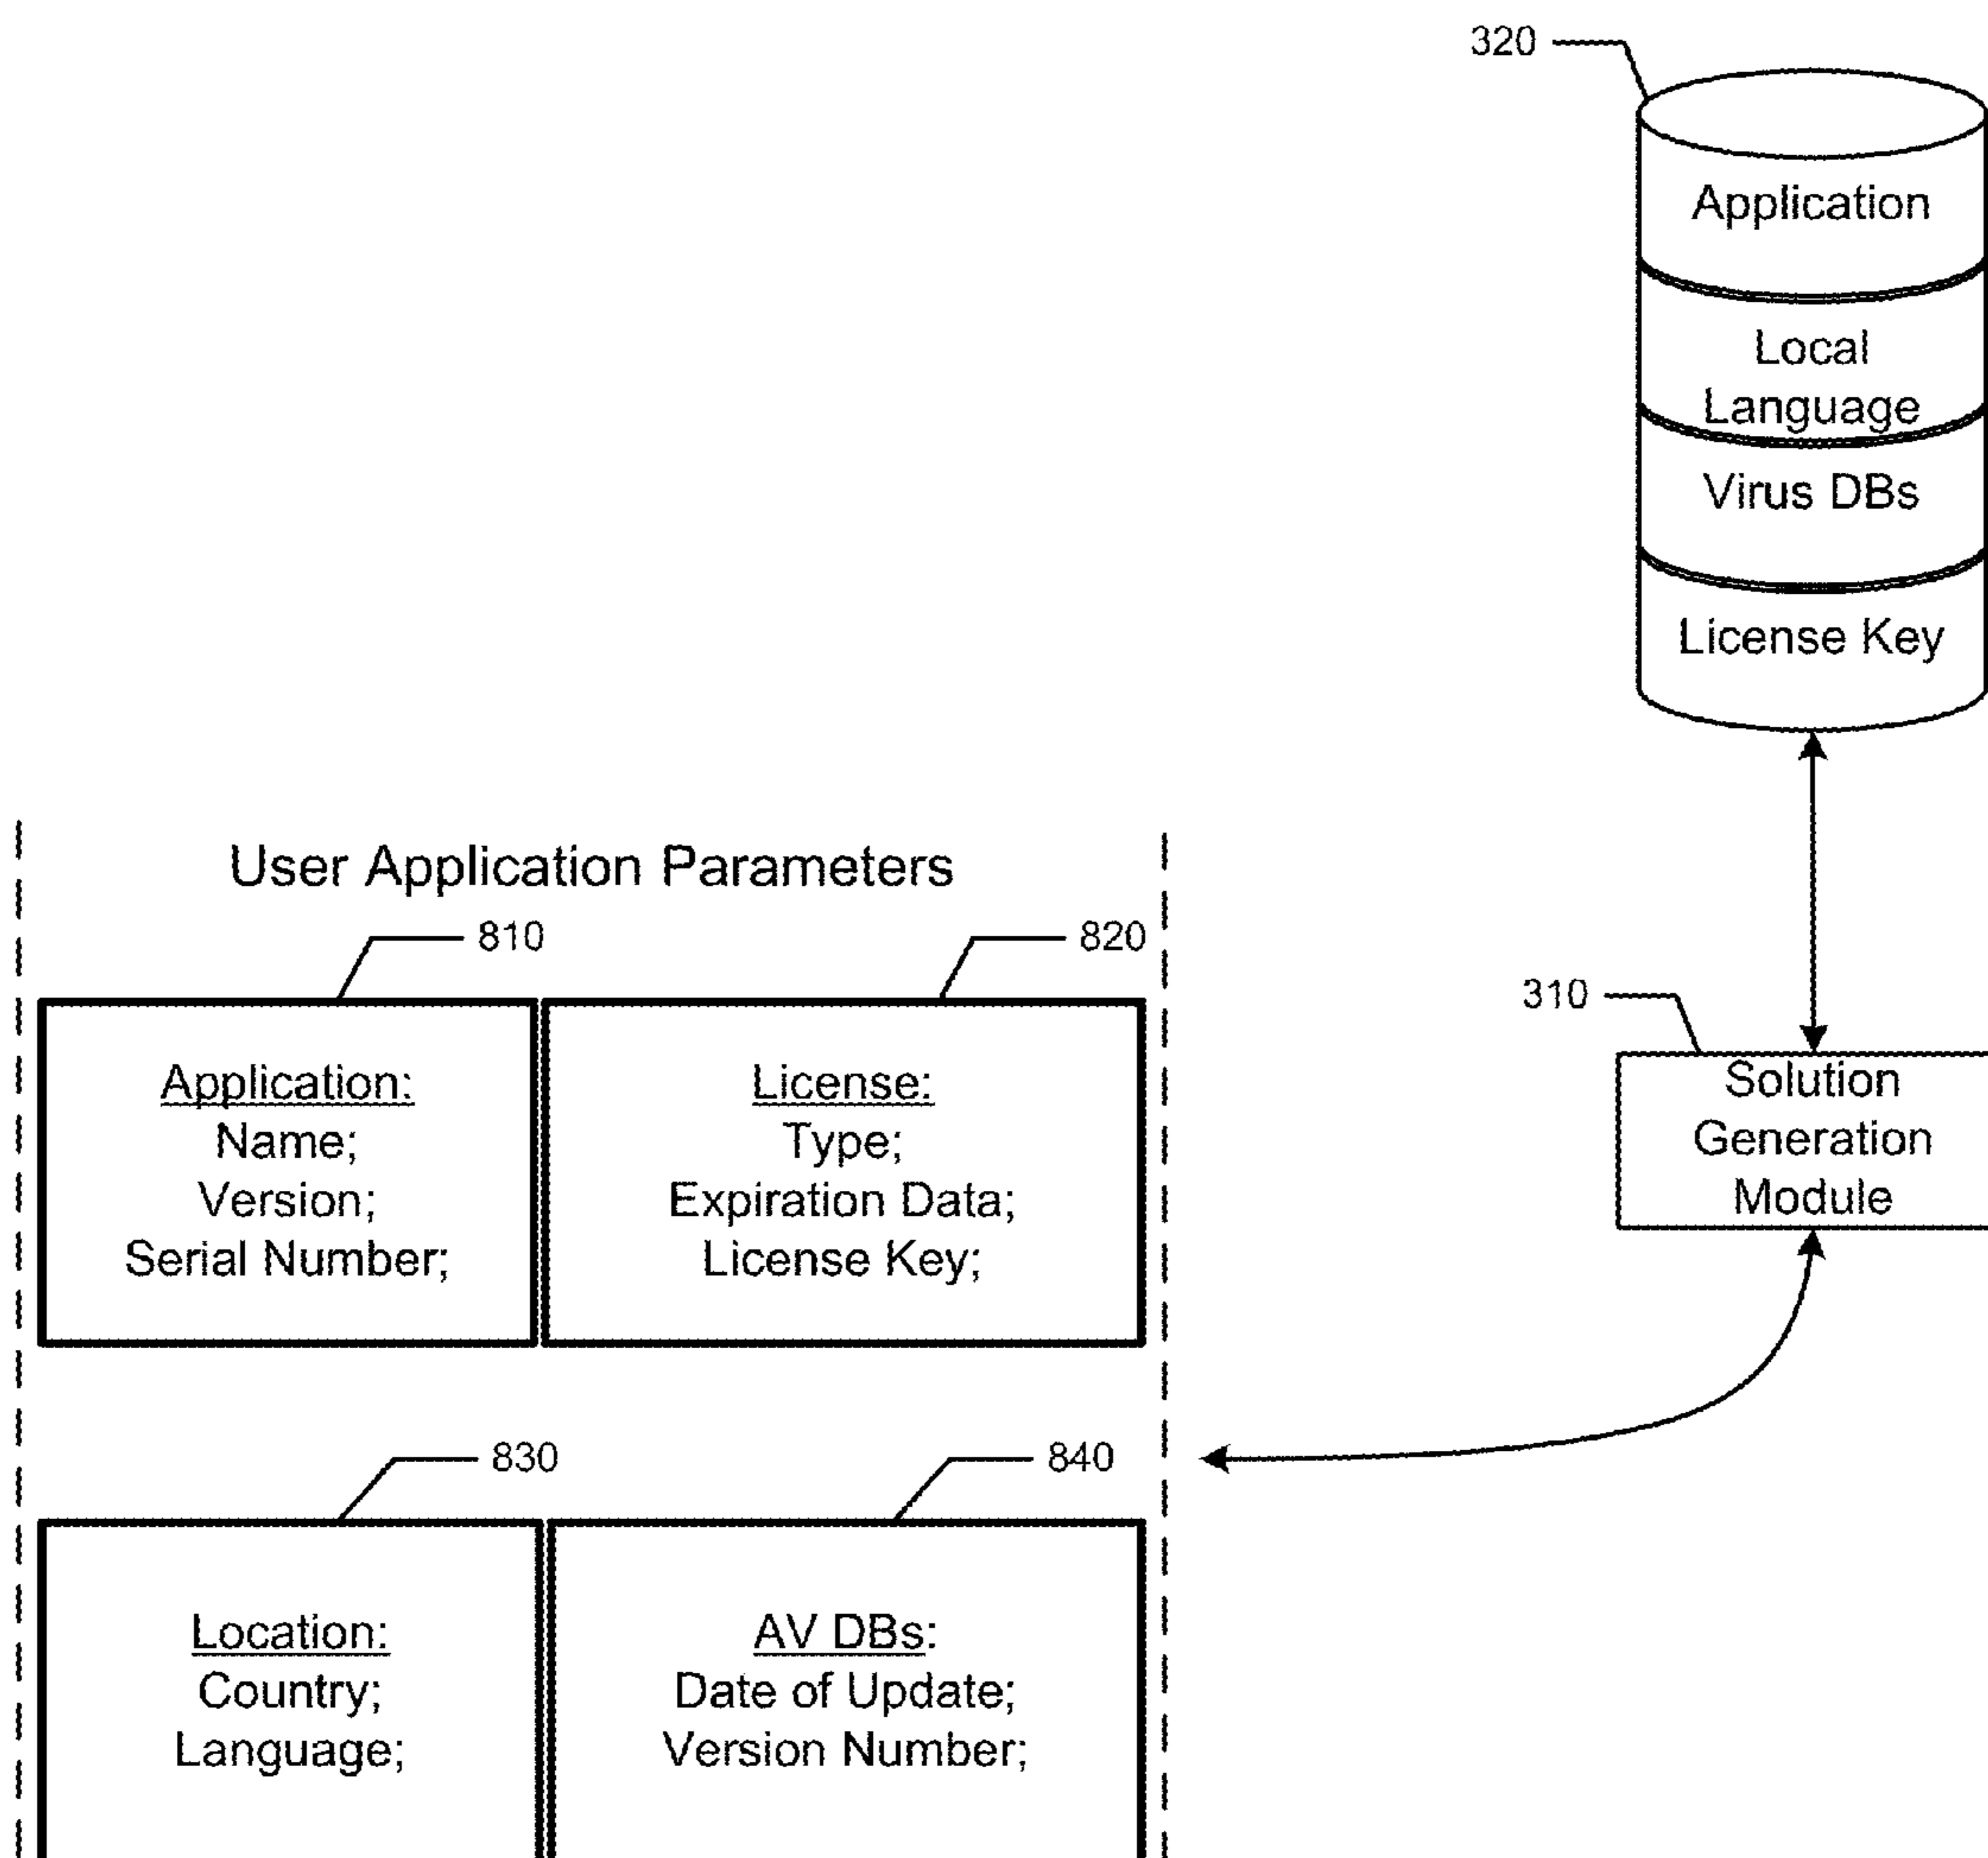 320
Application
Local
Language
Virus DBs
License Key
User Application Parameters
810
820
Application:
Name;
Version;
Serial Number;
License:
Type;
Expiration Data;
License Key;
310
Solution
Generation
Module
830
840
Location:
Country;
Language;
AV DBs:
Date of Update;
Version Number;